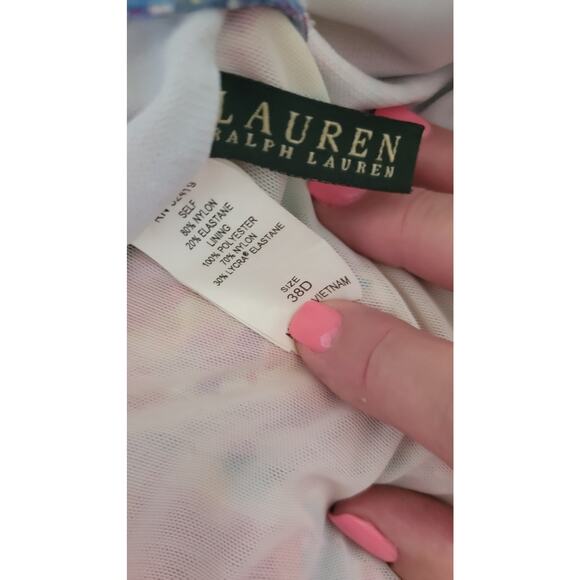 LAUREN
RALPH LAUREN
SELF
80% NYLON
20% ELASTANE
LINING
100% POLYESTER
70% NYLON
30% LYCRA® ELASTANE
SIZE
38D
VIETNAM